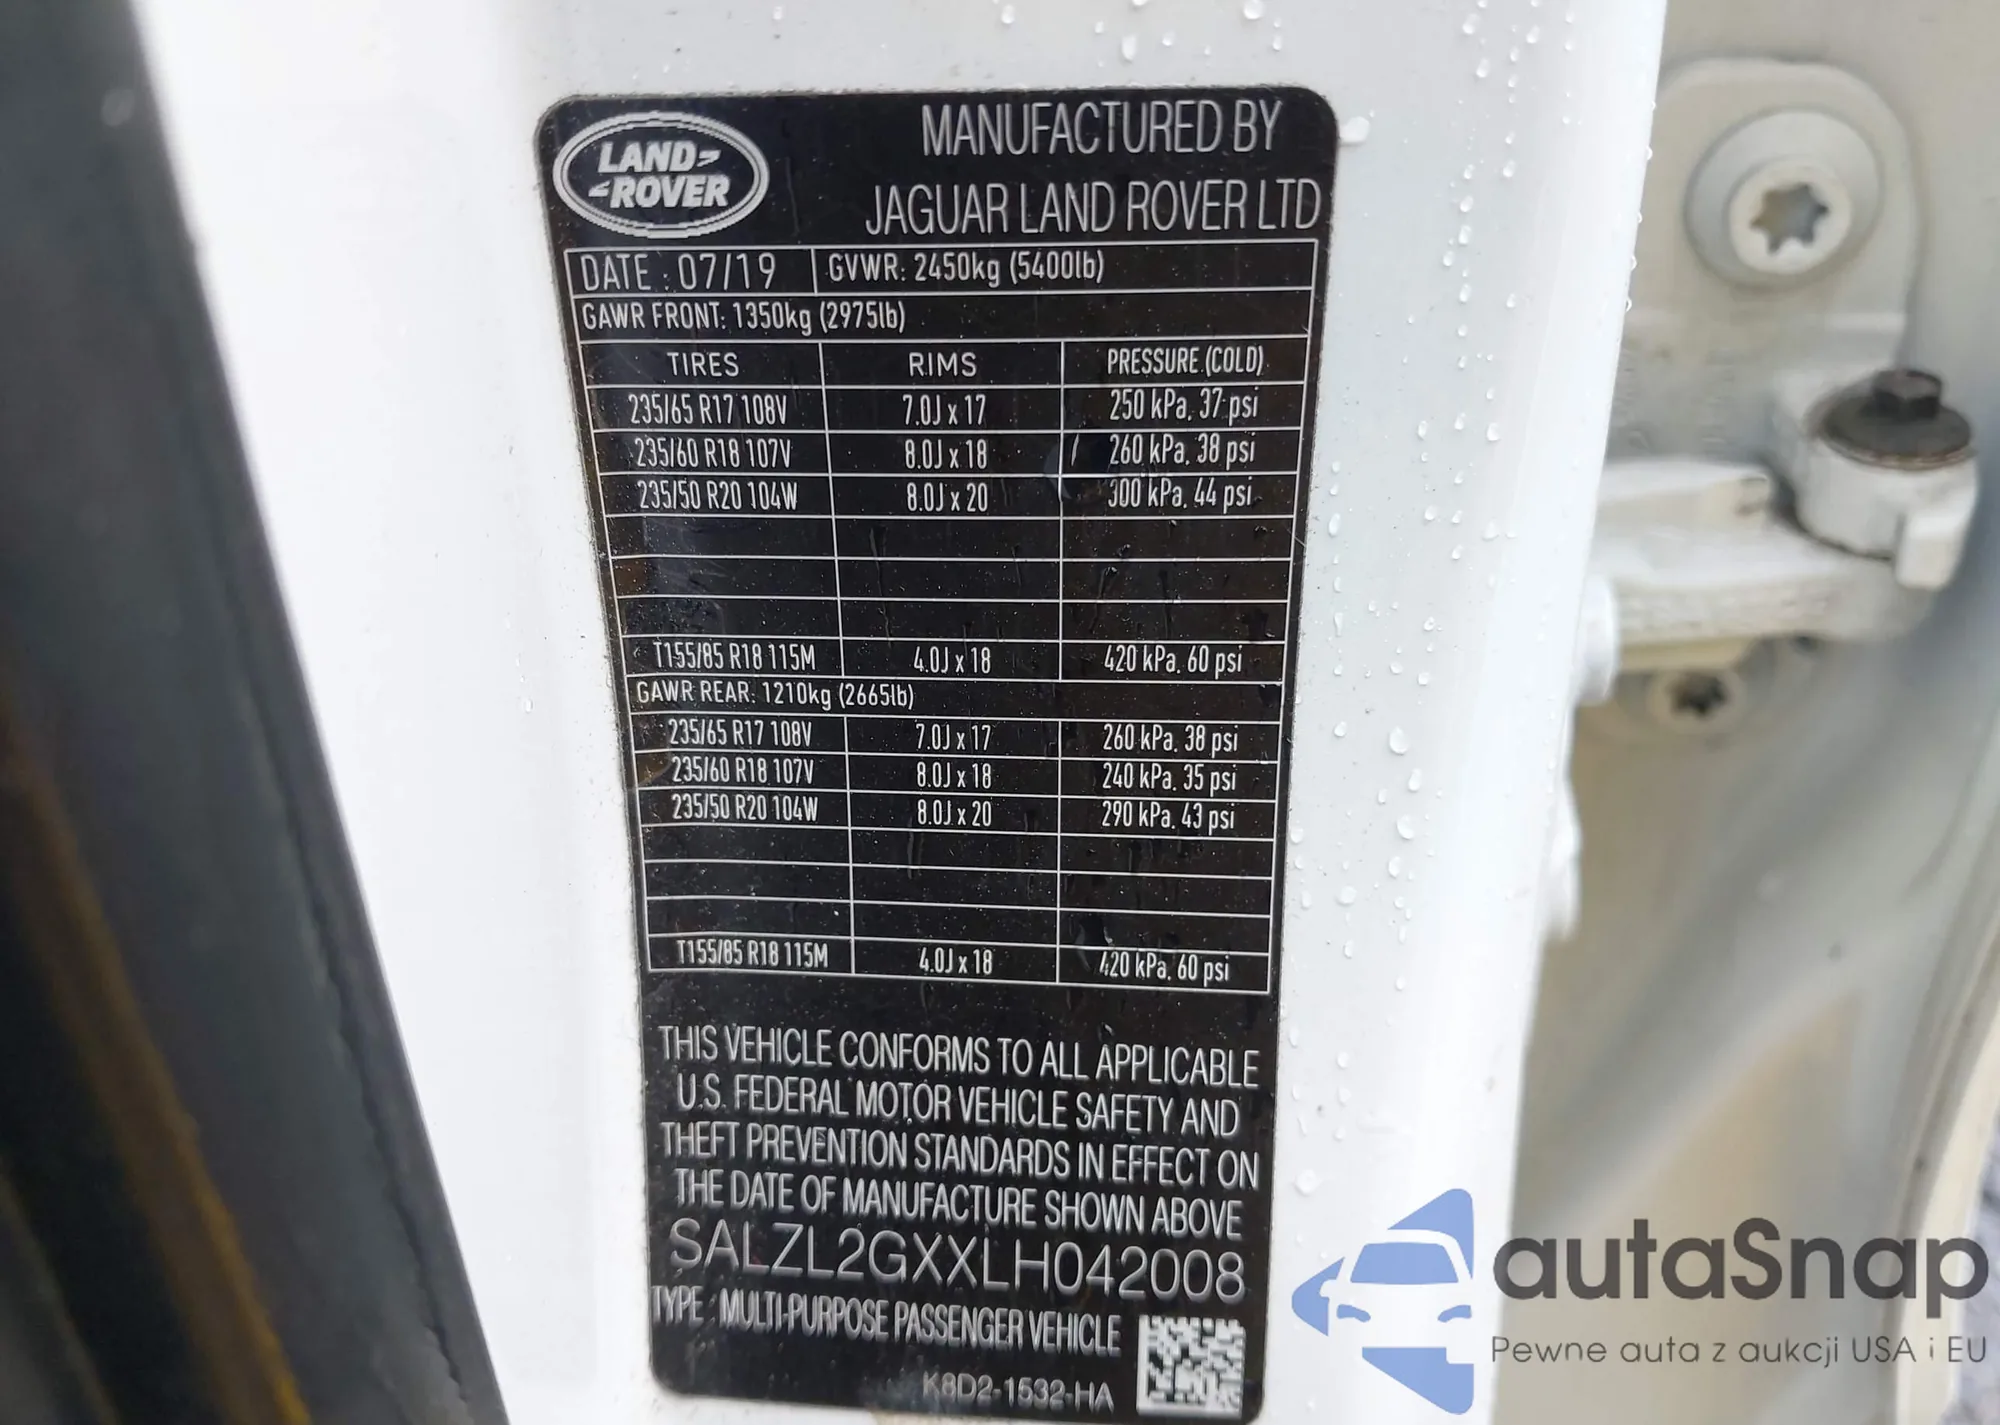 LAND
ROVER
MANUFACTURED BY
JAGUAR LAND ROVER LTD
DATE : 07/19 GVWR: 2450kg (5400lb)
GAWR FRONT: 1350kg (2975lb)
TIRES RIMS PRESSURE (COLD)
235/65 R17 108V 7.0J x 17 250 kPa, 37 psi
235/60 R18 107V 8.0J x 18 260 kPa, 38 psi
235/50 R20 104W 8.0J x 20 300 kPa, 44 psi
T155/85 R18 115M 4.0J x 18 420 kPa, 60 psi
GAWR REAR: 1210kg (2665lb)
235/65 R17 108V 7.0J x 17 260 kPa, 38 psi
235/60 R18 107V 8.0J x 18 240 kPa, 35 psi
235/50 R20 104W 8.0J x 20 290 kPa, 43 psi
T155/85 R18 115M 4.0J x 18 420 kPa, 60 psi
THIS VEHICLE CONFORMS TO ALL APPLICABLE
U.S. FEDERAL MOTOR VEHICLE SAFETY AND
THEFT PREVENTION STANDARDS IN EFFECT ON
THE DATE OF MANUFACTURE SHOWN ABOVE
SALZL2GXXLH042008
TYPE : MULTI-PURPOSE PASSENGER VEHICLE
K8D2-1532-HA
autaSnap
Pewne auta z aukcji USA i EU